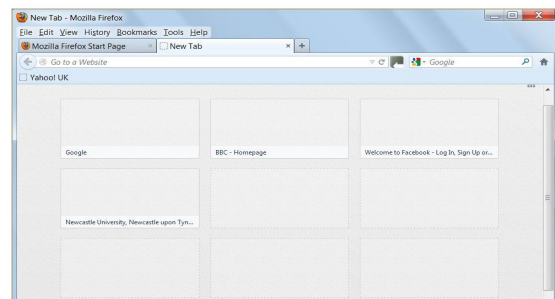 New Tab - Mozilla Firefox
File Edit View History Bookmarks Tools Help
Mozilla Firefox Start Page × New Tab × +
Go to a Website Google
Yahoo! UK
Google BBC - Homepage Welcome to Facebook - Log In, Sign Up or...
Newcastle University, Newcastle upon Tyn...